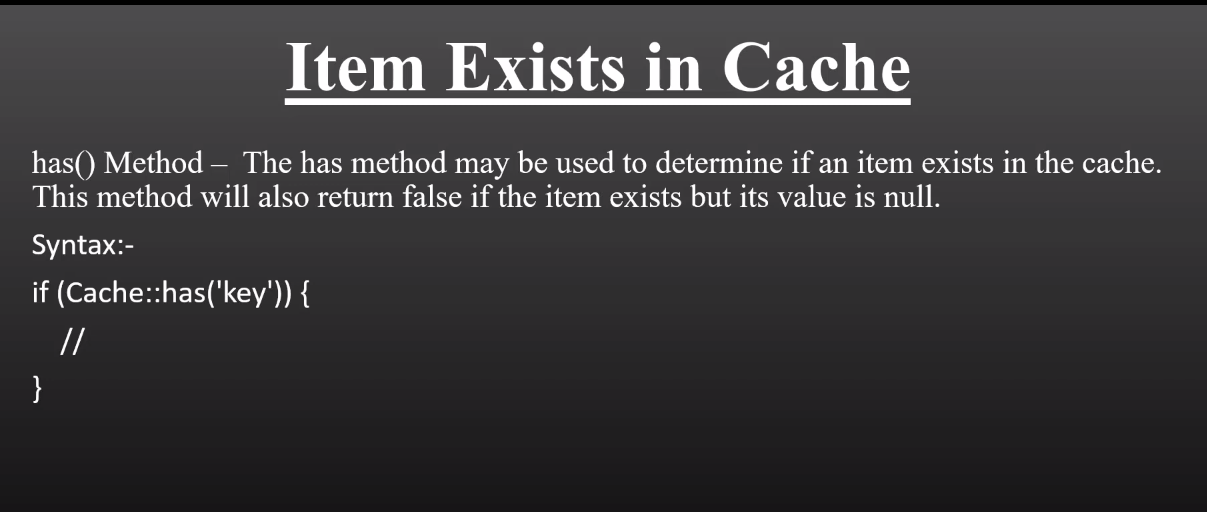 Item Exists in Cache
has() Method – The has method may be used to determine if an item exists in the cache.
This method will also return false if the item exists but its value is null.
Syntax:-
if (Cache::has('key')) {
//
}